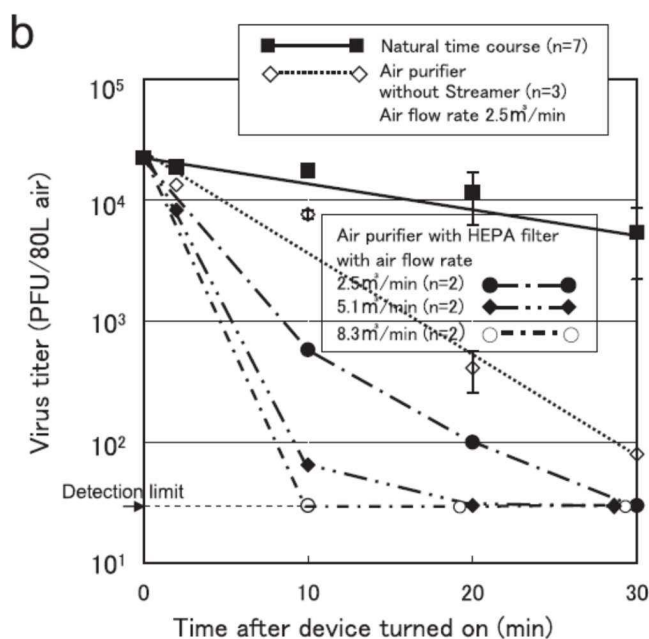 b
Natural time course (n=7)
Air purifier
without Streamer (n=3)
Air flow rate 2.5㎥/min
10⁵
10⁴
10³
10²
10¹
Virus titer (PFU/80L air)
Air purifier with HEPA filter
with air flow rate
2.5㎥/min (n=2)
5.1㎥/min (n=2)
8.3㎥/min (n=2)
Detection limit
0
10
20
30
Time after device turned on (min)